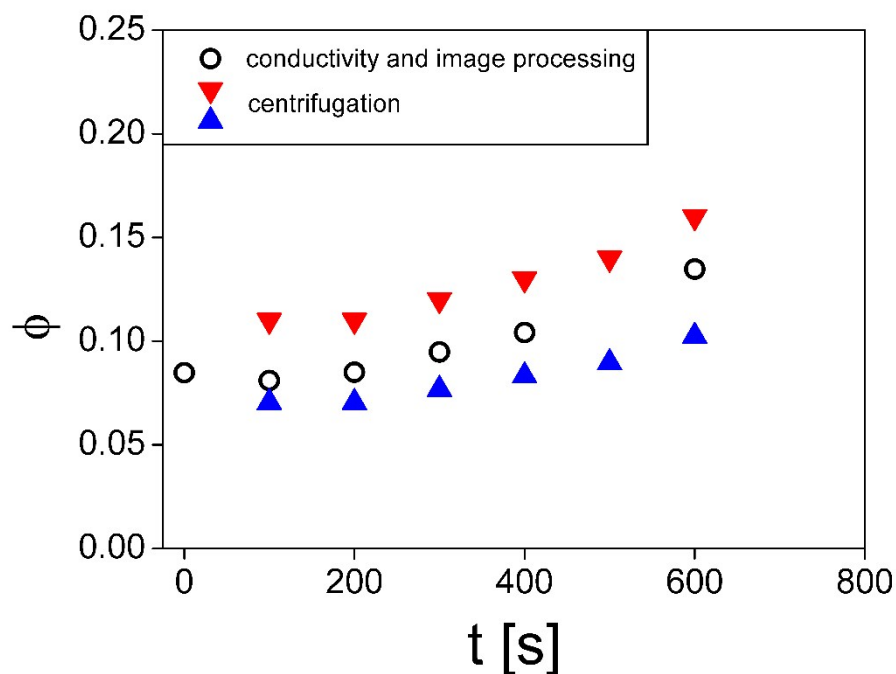 0.25
conductivity and image processing
centrifugation
0.20
0.15
ϕ
0.10
0.05
0.00
0 200 400 600 800
t [s]